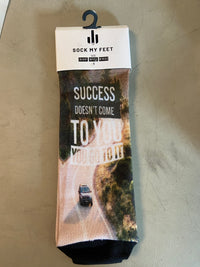 SOCK MY FEET
SUCCESS
DOESN'T COME
TO YOU
YOU GO TO IT